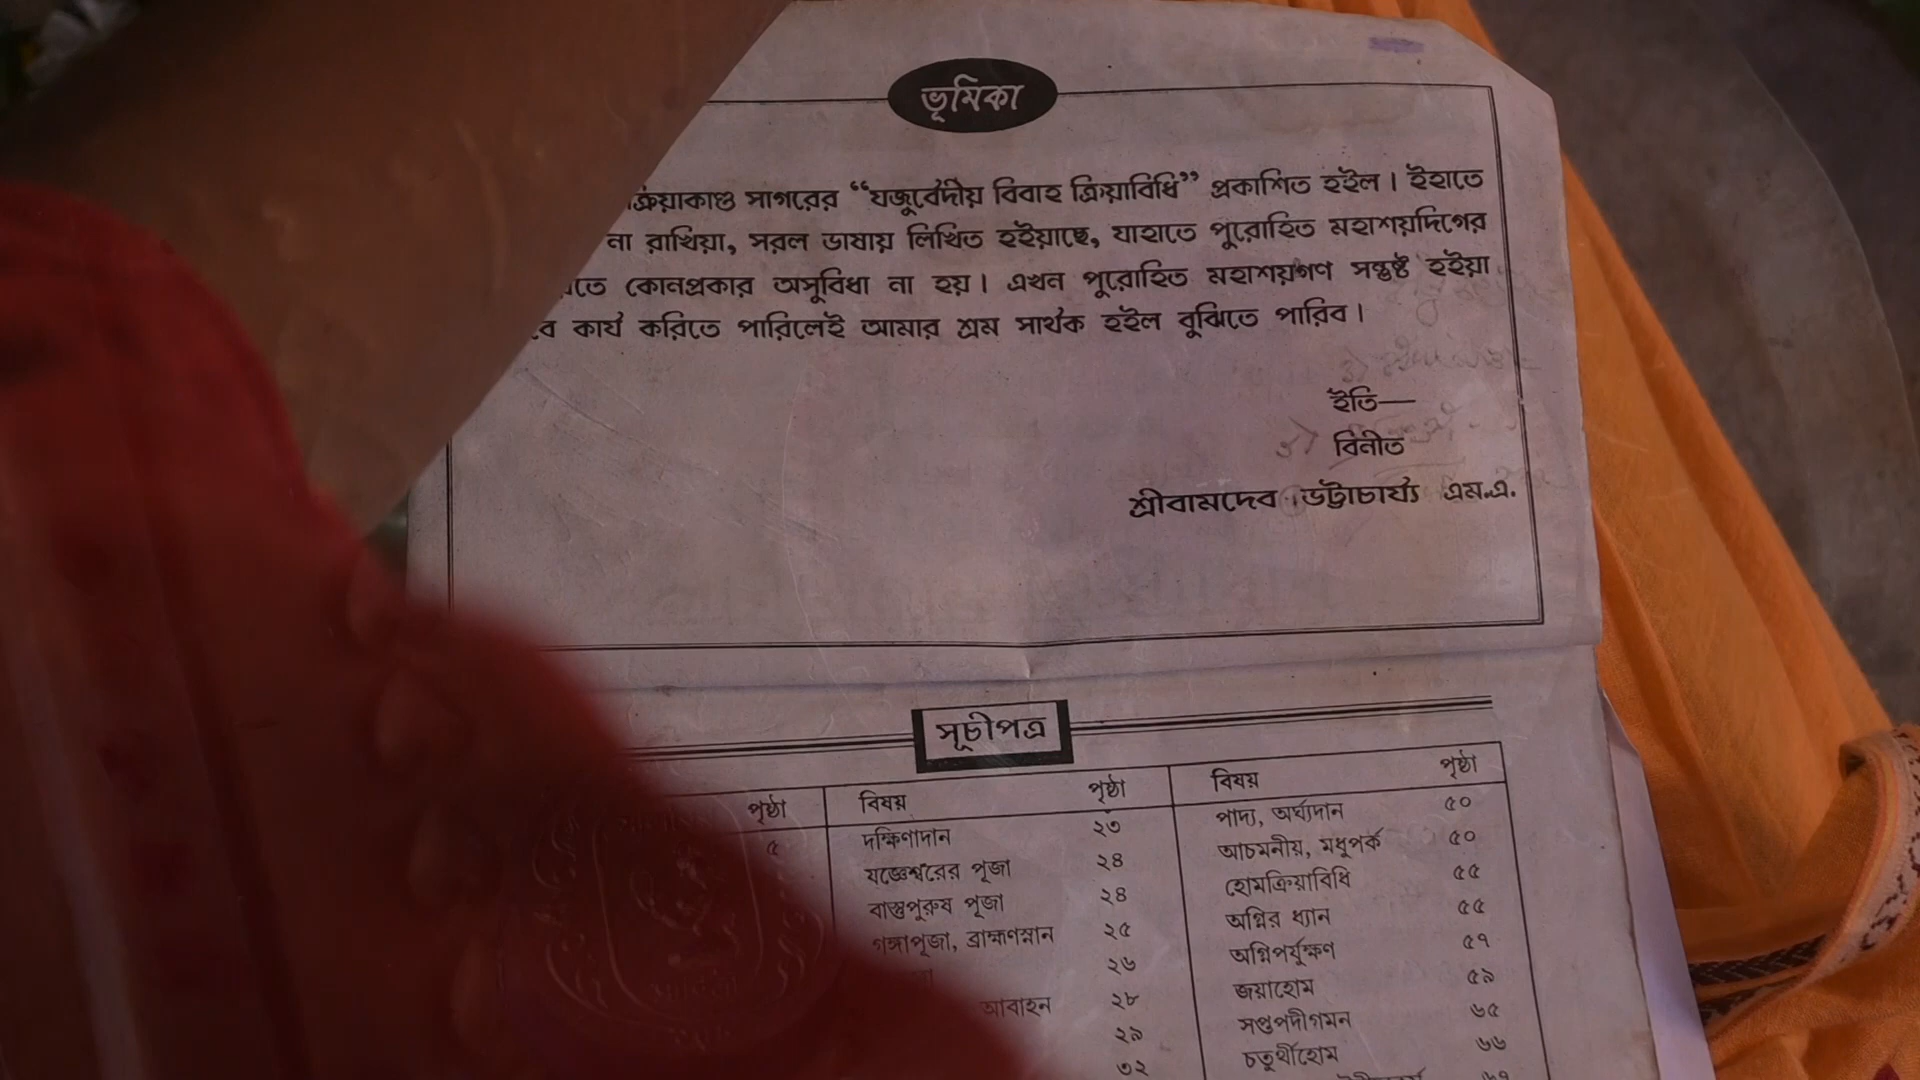 ভূমিকা
ক্রিয়াকাণ্ড সাগরের “যজুর্বেদীয় বিবাহ ক্রিয়াবিধি” প্রকাশিত হইল। ইহাতে
না রাখিয়া, সরল ভাষায় লিখিত হইয়াছে, যাহাতে পুরোহিত মহাশয়দিগের
কোনপ্রকার অসুবিধা না হয়। এখন পুরোহিত মহাশয়গণ সন্তুষ্ট হইয়া
কার্য করিতে পারিলেই আমার শ্রম সার্থক হইল বুঝিতে পারিব।
ইতি—
বিনীত
শ্রীবামদেব ভট্টাচার্য্য এম.এ.
সূচীপত্র
পৃষ্ঠা
৫
বিষয় পৃষ্ঠা
দক্ষিণাদান ২৩
যজ্ঞেশ্বরের পূজা ২৪
বাস্তুপুরুষ পূজা ২৪
গঙ্গাপূজা, ব্রাহ্মণস্নান ২৫
২৬
আবাহন ২৮
২৯
৩২
বিষয় পৃষ্ঠা
পাদ্য, অর্ঘ্যদান ৫০
আচমনীয়, মধুপর্ক ৫০
হোমক্রিয়াবিধি ৫৫
অগ্নির ধ্যান ৫৫
অগ্নিপর্যুক্ষণ ৫৭
জয়াহোম ৫৯
সপ্তপদীগমন ৬৫
চতুর্থীহোম ৬৬